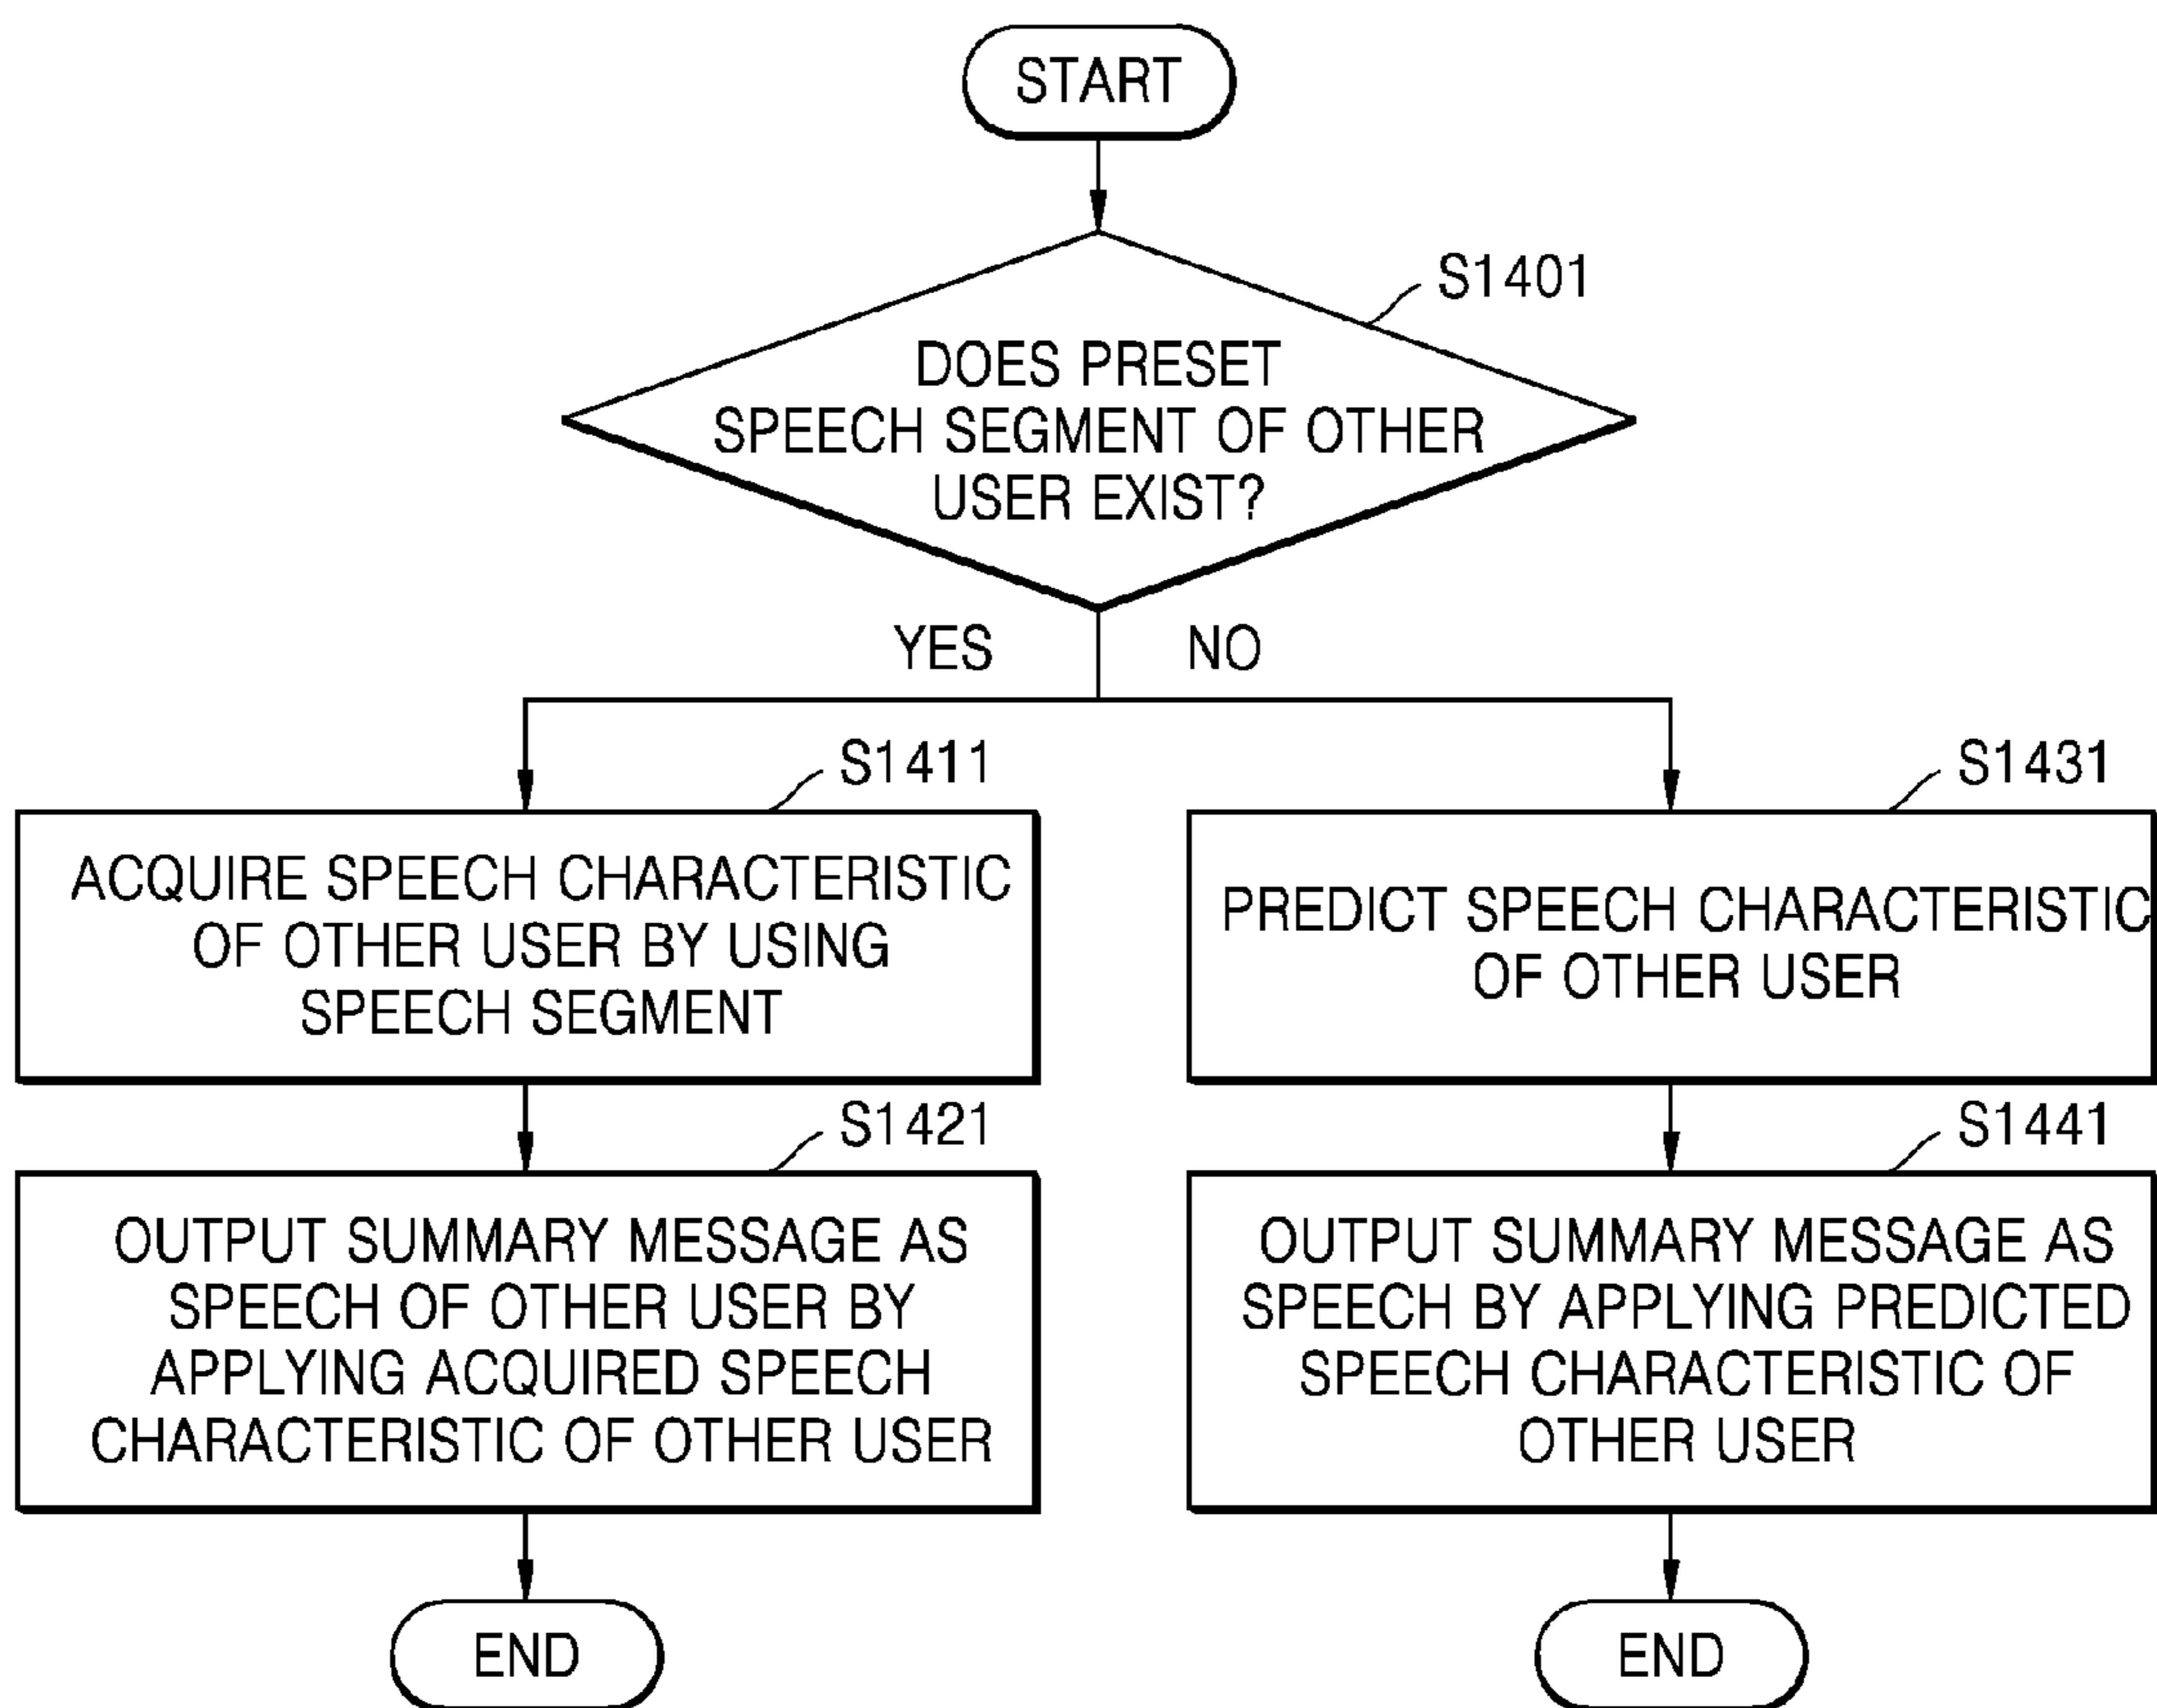 START
S1401
DOES PRESET
SPEECH SEGMENT OF OTHER
USER EXIST?
YES
NO
S1411
ACQUIRE SPEECH CHARACTERISTIC
OF OTHER USER BY USING
SPEECH SEGMENT
S1421
OUTPUT SUMMARY MESSAGE AS
SPEECH OF OTHER USER BY
APPLYING ACQUIRED SPEECH
CHARACTERISTIC OF OTHER USER
END
S1431
PREDICT SPEECH CHARACTERISTIC
OF OTHER USER
S1441
OUTPUT SUMMARY MESSAGE AS
SPEECH BY APPLYING PREDICTED
SPEECH CHARACTERISTIC OF
OTHER USER
END